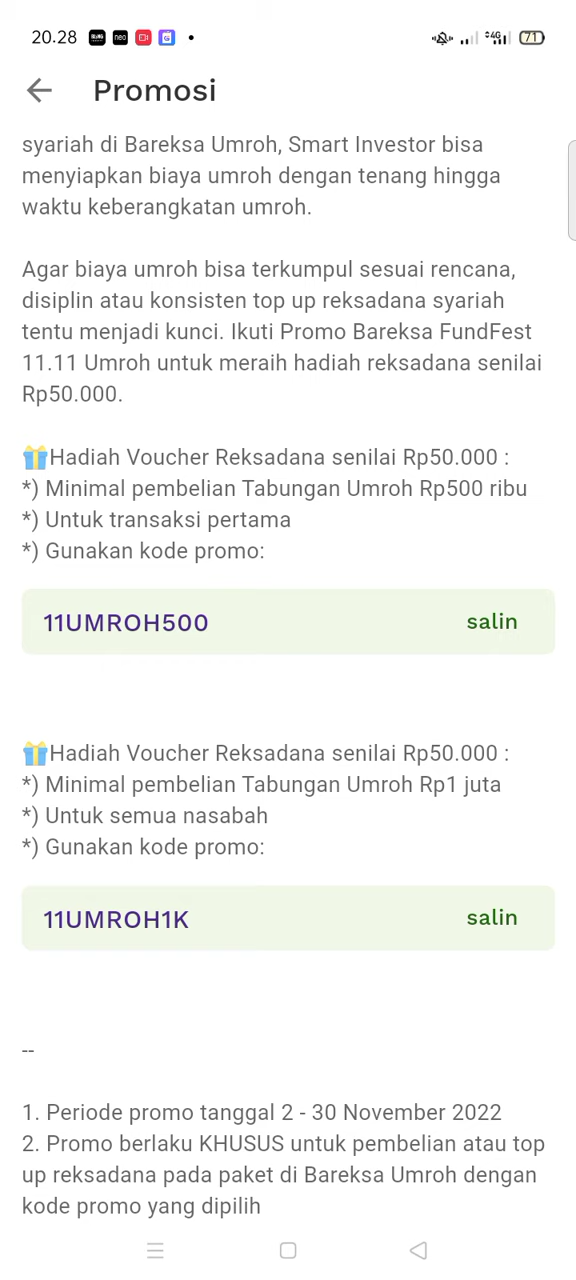 20.28
71
Promosi
syariah di Bareksa Umroh, Smart Investor bisa
menyiapkan biaya umroh dengan tenang hingga
waktu keberangkatan umroh.
Agar biaya umroh bisa terkumpul sesuai rencana,
disiplin atau konsisten top up reksadana syariah
tentu menjadi kunci. Ikuti Promo Bareksa FundFest
11.11 Umroh untuk meraih hadiah reksadana senilai
Rp50.000.
🎁Hadiah Voucher Reksadana senilai Rp50.000 :
*) Minimal pembelian Tabungan Umroh Rp500 ribu
*) Untuk transaksi pertama
*) Gunakan kode promo:
11UMROH500 salin
🎁Hadiah Voucher Reksadana senilai Rp50.000 :
*) Minimal pembelian Tabungan Umroh Rp1 juta
*) Untuk semua nasabah
*) Gunakan kode promo:
11UMROH1K salin
--
1. Periode promo tanggal 2 - 30 November 2022
2. Promo berlaku KHUSUS untuk pembelian atau top
up reksadana pada paket di Bareksa Umroh dengan
kode promo yang dipilih